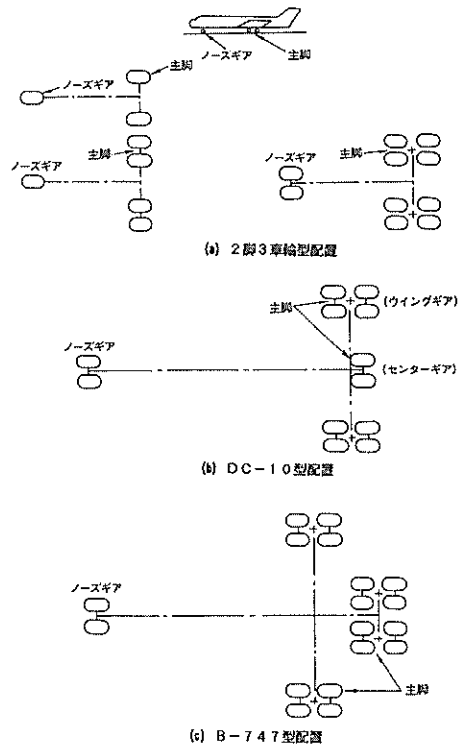 ノーズギア
主脚
主脚
ノーズギア
主脚
ノーズギア
主脚
ノーズギア
(a) 2脚3車輪型配置
主脚
(ウイングギア)
ノーズギア
(センターギア)
(b) DC-10型配置
ノーズギア
主脚
(c) B-747型配置